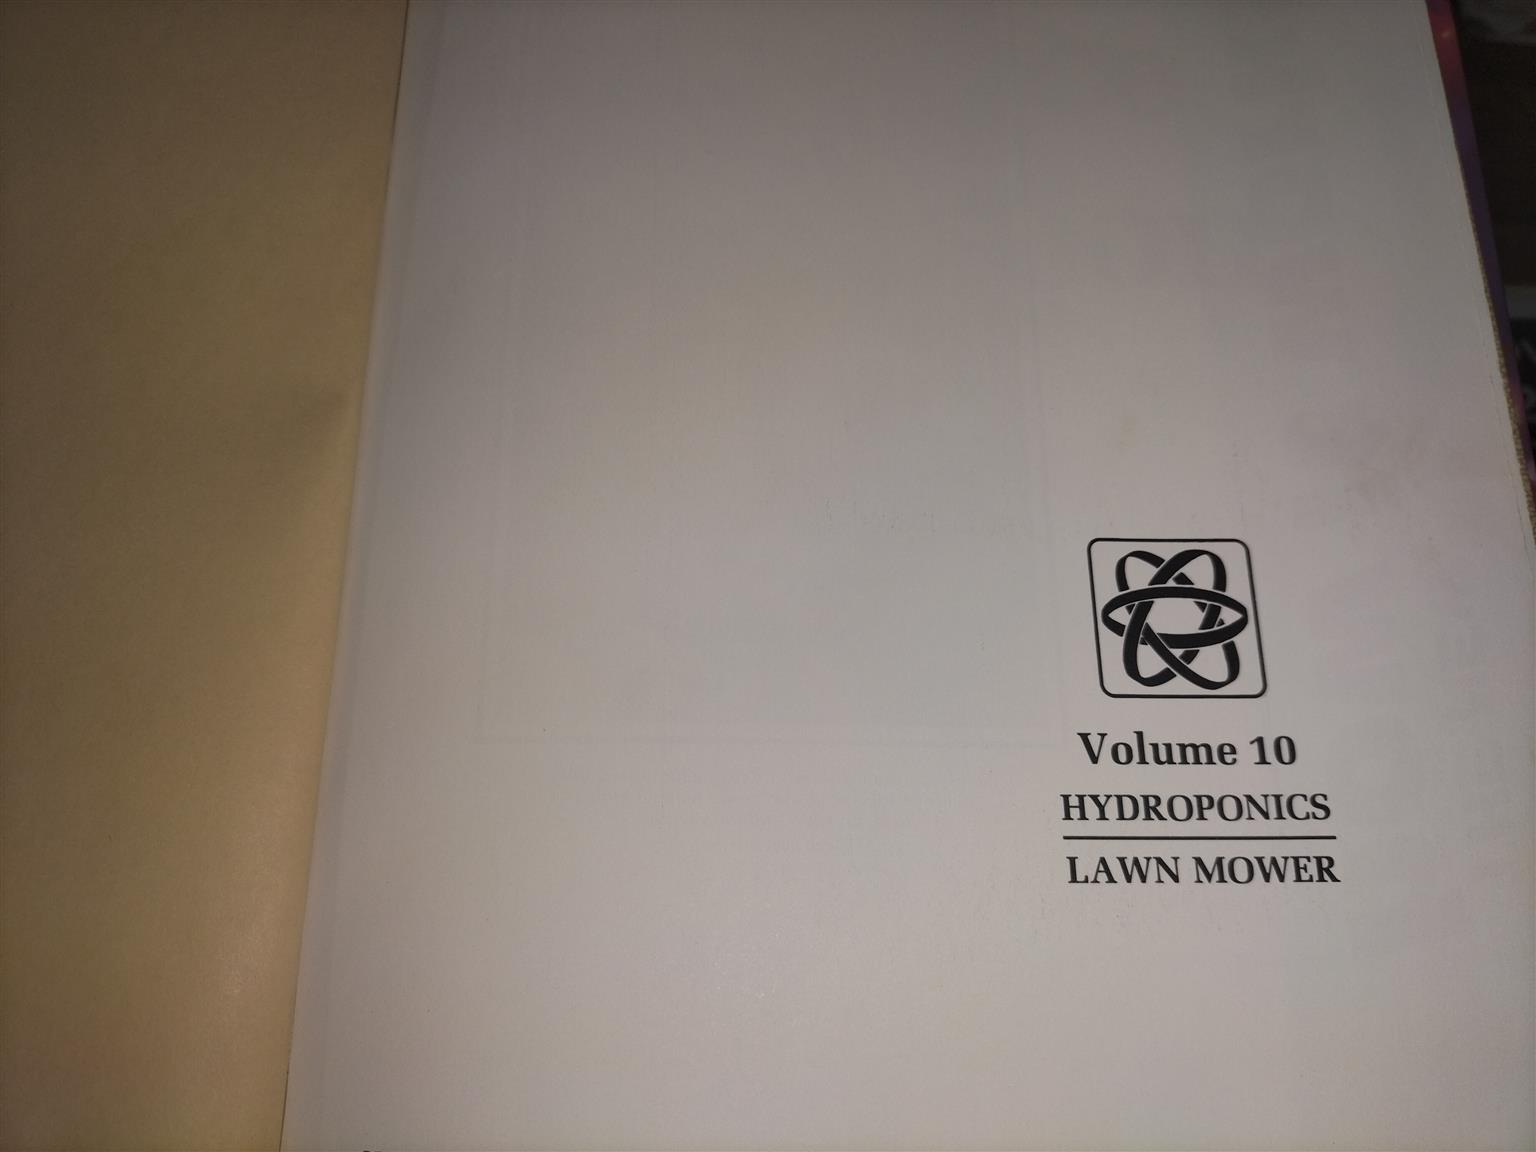 Volume 10
HYDROPONICS
LAWN MOWER